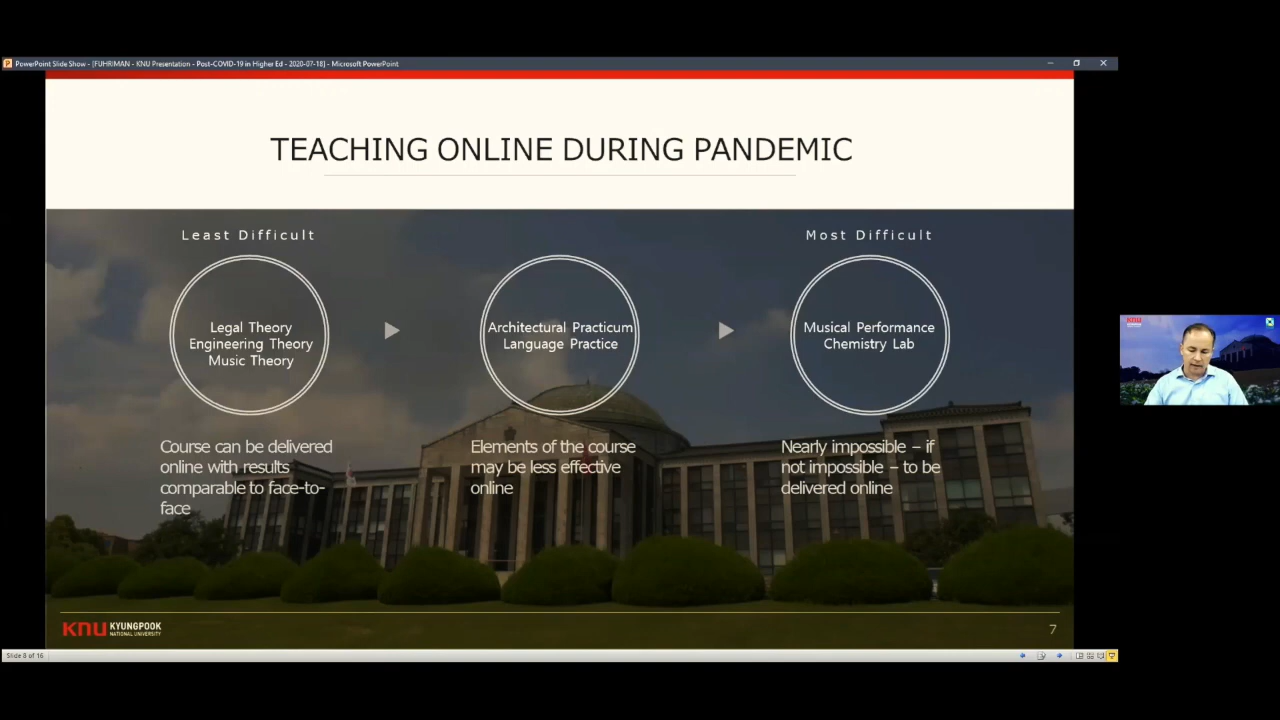 PowerPoint Slide Show - [FUHRIMAN - KNU Presentation - Post-COVID-19 in Higher Ed - 2020-07-18] - Microsoft PowerPoint
TEACHING ONLINE DURING PANDEMIC
Least Difficult
Most Difficult
Legal Theory
Engineering Theory
Music Theory
Architectural Practicum
Language Practice
Musical Performance
Chemistry Lab
Course can be delivered
online with results
comparable to face-to-
face
Elements of the course
may be less effective
online
Nearly impossible – if
not impossible – to be
delivered online
KNU KYUNGPOOK
NATIONAL UNIVERSITY
7
Slide 8 of 16
KNU